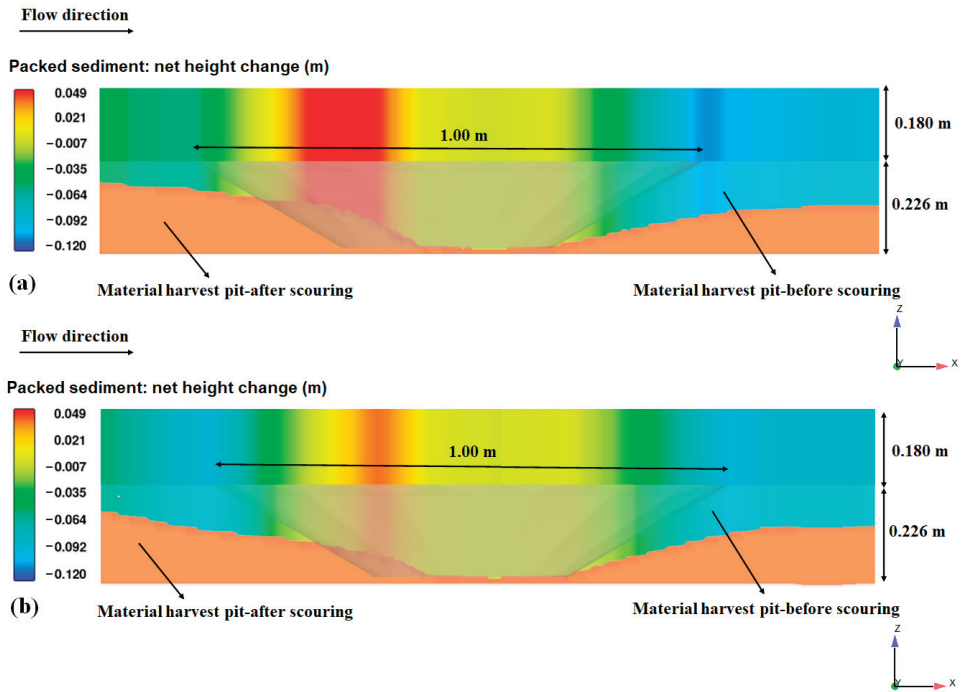 Flow direction
Packed sediment: net height change (m)
0.049
0.021
−0.007
−0.035
−0.064
−0.092
−0.120
1.00 m
0.180 m
0.226 m
(a)
Material harvest pit-after scouring
Material harvest pit-before scouring
Z
Y
X
Flow direction
Packed sediment: net height change (m)
0.049
0.021
−0.007
−0.035
−0.064
−0.092
−0.120
1.00 m
0.180 m
0.226 m
(b)
Material harvest pit-after scouring
Material harvest pit-before scouring
Z
Y
X